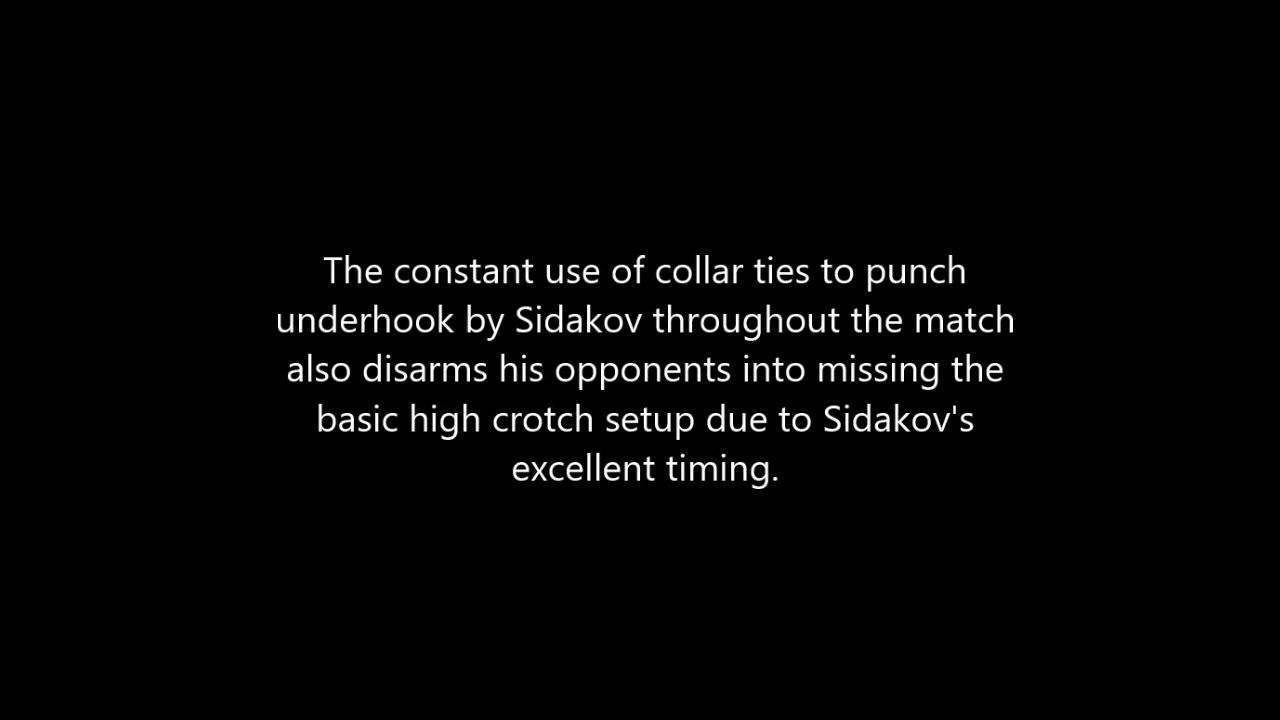 The constant use of collar ties to punch
underhook by Sidakov throughout the match
also disarms his opponents into missing the
basic high crotch setup due to Sidakov's
excellent timing.